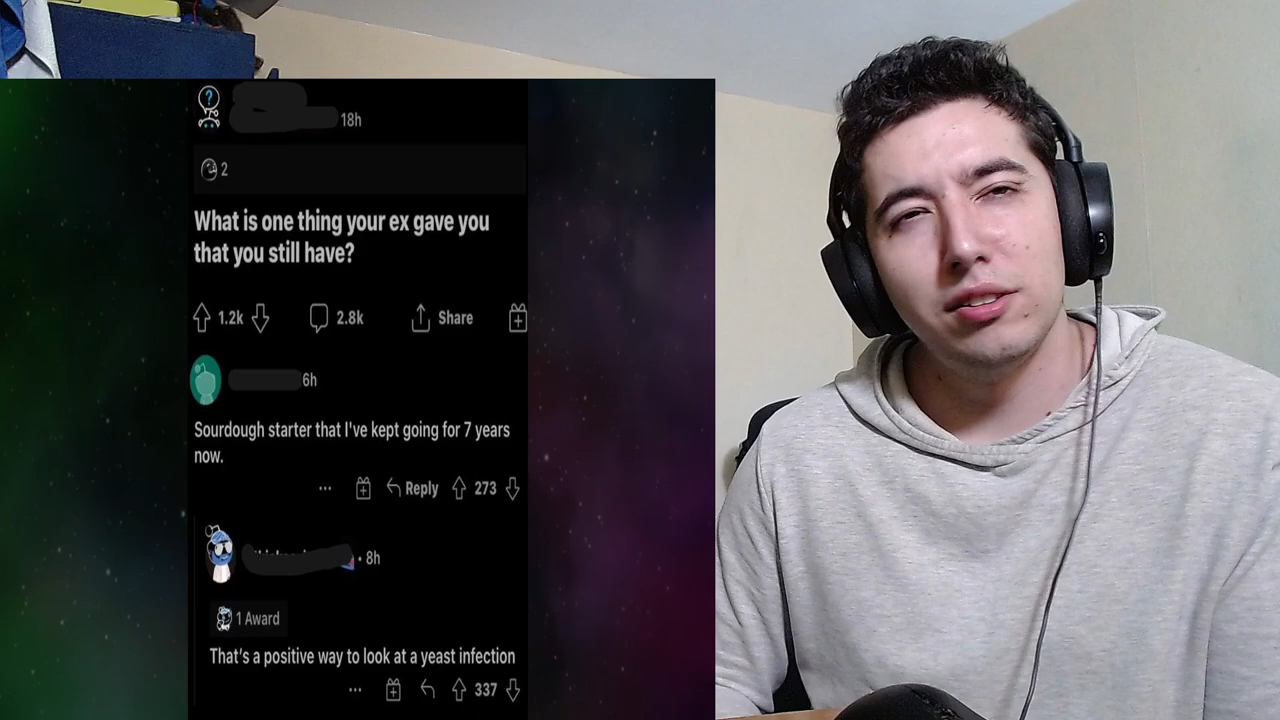 18h
2
What is one thing your ex gave you
that you still have?
1.2k 2.8k Share
6h
Sourdough starter that I've kept going for 7 years
now.
... Reply 273
• 8h
1 Award
That's a positive way to look at a yeast infection
... 337